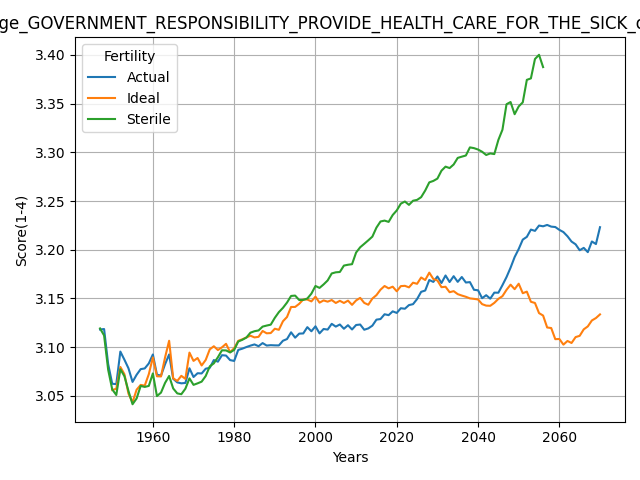 ge_GOVERNMENT_RESPONSIBILITY_PROVIDE_HEALTH_CARE_FOR_THE_SICK_o
3.40
3.35
3.30
3.25
3.20
3.15
3.10
3.05
Score(1-4)
Fertility
Actual
Ideal
Sterile
1960
1980
2000
2020
2040
2060
Years